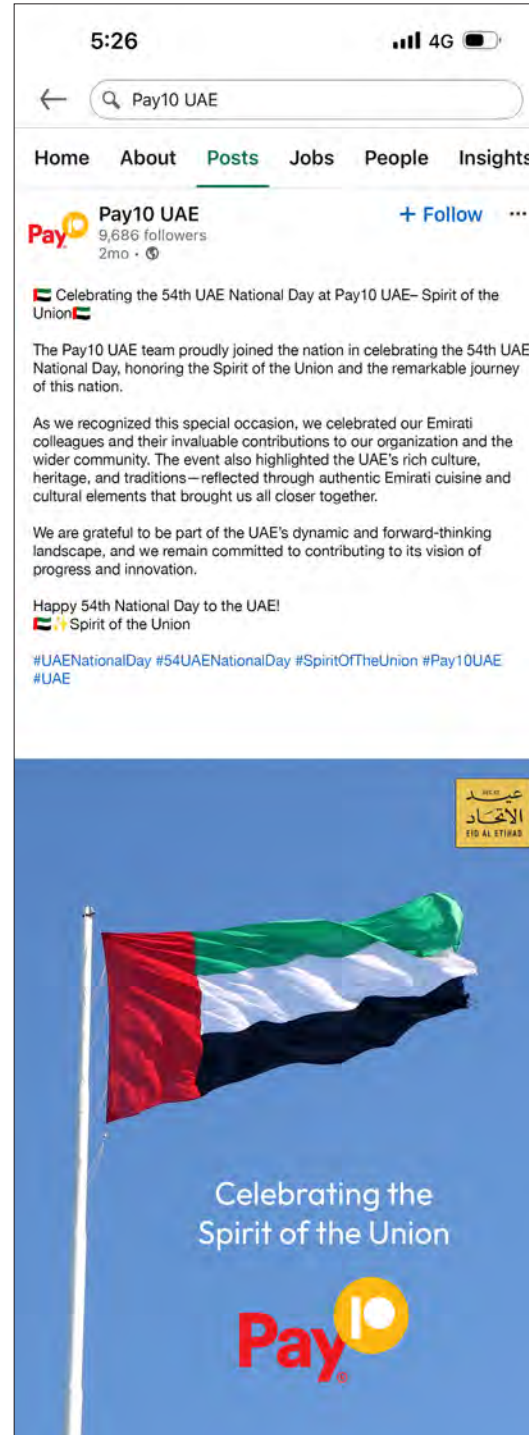 5:26
4G
Pay10 UAE
Home About Posts Jobs People Insights
Pay10
Pay10 UAE
+ Follow ...
9,686 followers
2mo •
🇦🇪 Celebrating the 54th UAE National Day at Pay10 UAE– Spirit of the
Union🇦🇪
The Pay10 UAE team proudly joined the nation in celebrating the 54th UAE
National Day, honoring the Spirit of the Union and the remarkable journey
of this nation.
As we recognized this special occasion, we celebrated our Emirati
colleagues and their invaluable contributions to our organization and the
wider community. The event also highlighted the UAE's rich culture,
heritage, and traditions—reflected through authentic Emirati cuisine and
cultural elements that brought us all closer together.
We are grateful to be part of the UAE's dynamic and forward-thinking
landscape, and we remain committed to contributing to its vision of
progress and innovation.
Happy 54th National Day to the UAE!
🇦🇪✨Spirit of the Union
#UAENationalDay #54UAENationalDay #SpiritOfTheUnion #Pay10UAE
#UAE
عيد
الاتحاد
EID AL ETIHAD
Celebrating the
Spirit of the Union
Pay10